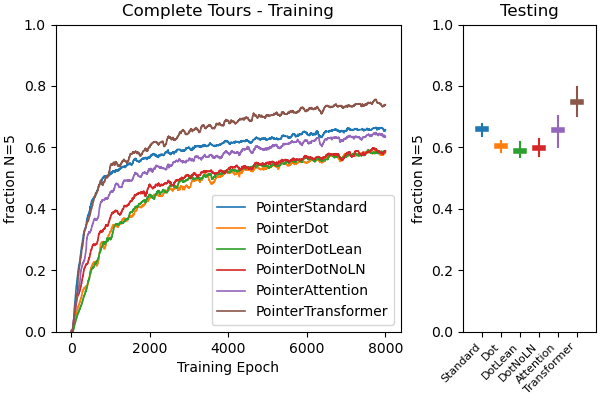 Complete Tours - Training
fraction N=5
1.0
0.8
0.6
0.4
0.2
0.0
0
2000
4000
6000
8000
Training Epoch
PointerStandard
PointerDot
PointerDotLean
PointerDotNoLN
PointerAttention
PointerTransformer
Testing
fraction N=5
1.0
0.8
0.6
0.4
0.2
0.0
Standard
Dot
DotLean
DotNoLN
Attention
Transformer